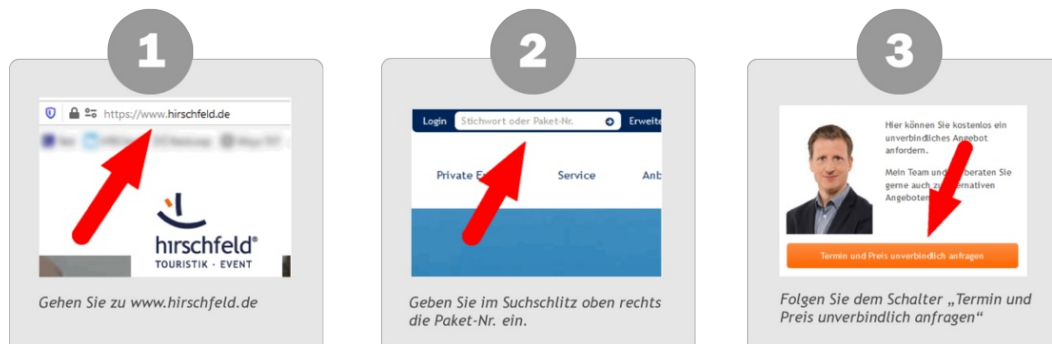 1
https://www.hirschfeld.de
hirschfeld®
TOURISTIK · EVENT
Gehen Sie zu www.hirschfeld.de
2
Login Stichwort oder Paket-Nr.
Private Service
Geben Sie im Suchschlitz oben rechts
die Paket-Nr. ein.
3
Hier können Sie kostenlos ein
unverbindliches Angebot
anfordern.
Mein Team und beraten Sie
gerne auch
Angeboten
Termin und Preis unverbindlich anfragen
Folgen Sie dem Schalter „Termin und
Preis unverbindlich anfragen“